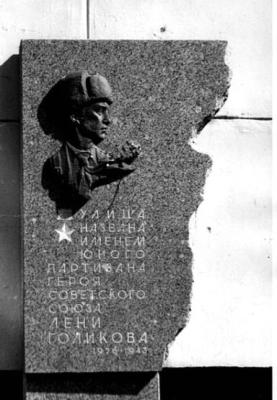 УЛИЦА
НАЗВАНА
ИМЕНЕМ
ЮНОГО
ПАРТИЗАНА
ГЕРОЯ
СОВЕТСКОГО
СОЮЗА
ЛЕНИ
ГОЛИКОВА
1926-1943